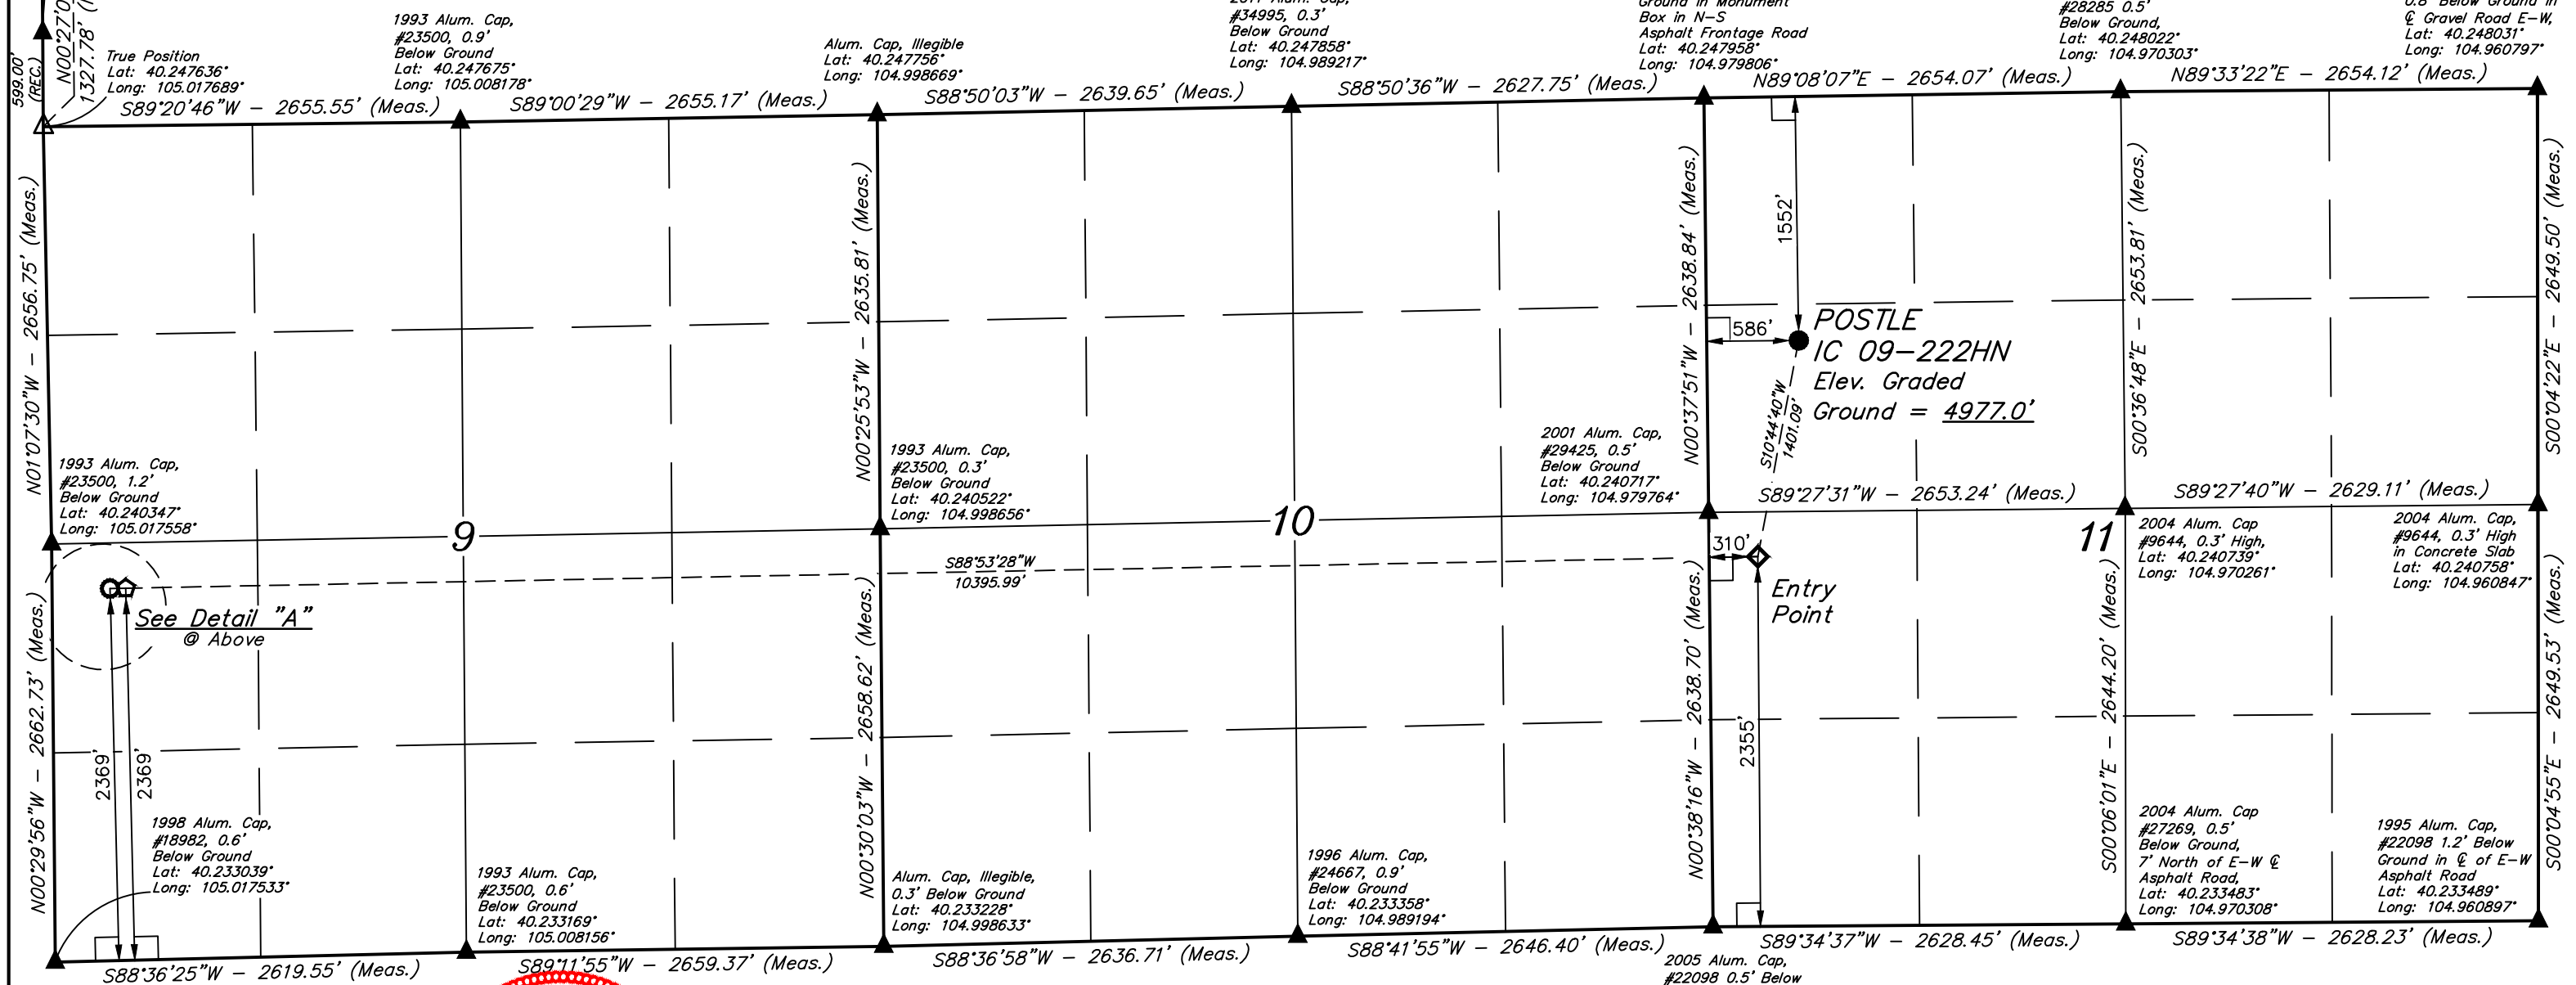 599.00'
(REC.)
True Position
Lat: 40.247636°
Long: 105.017689°
1993 Alum. Cap,
#23500, 0.9'
Below Ground
Lat: 40.247675°
Long: 105.008178°
Alum. Cap, Illegible
Lat: 40.247756°
Long: 104.998669°
#34995, 0.3'
Below Ground
Lat: 40.247858°
Long: 104.989217°
Ground in Monument
Box in N-S
Asphalt Frontage Road
Lat: 40.247958°
Long: 104.979806°
#28285 0.5'
Below Ground,
Lat: 40.248022°
Long: 104.970303°
0.8' Below Ground in
℄ Gravel Road E-W,
Lat: 40.248031°
Long: 104.960797°
S89°20'46"W - 2655.55' (Meas.)
S89°00'29"W - 2655.17' (Meas.)
S88°50'03"W - 2639.65' (Meas.)
S88°50'36"W - 2627.75' (Meas.)
N89°08'07"E - 2654.07' (Meas.)
N89°33'22"E - 2654.12' (Meas.)
N00°27'0
1327.78'
N01°07'30"W - 2656.75' (Meas.)
N00°25'53"W - 2635.81' (Meas.)
N00°37'51"W - 2638.84' (Meas.)
S00°36'48"E - 2653.81' (Meas.)
S00°04'22"E - 2649.50' (Meas.)
1552'
586'
POSTLE
IC 09-222HN
Elev. Graded
Ground = 4977.0'
S10°44'40"W
1401.09'
1993 Alum. Cap,
#23500, 1.2'
Below Ground
Lat: 40.240347°
Long: 105.017558°
1993 Alum. Cap,
#23500, 0.3'
Below Ground
Lat: 40.240522°
Long: 104.998656°
2001 Alum. Cap,
#29425, 0.5'
Below Ground
Lat: 40.240717°
Long: 104.979764°
S89°27'31"W - 2653.24' (Meas.)
S89°27'40"W - 2629.11' (Meas.)
9
10
11
2004 Alum. Cap
#9644, 0.3' High,
Lat: 40.240739°
Long: 104.970261°
2004 Alum. Cap,
#9644, 0.3' High
in Concrete Slab
Lat: 40.240758°
Long: 104.960847°
310'
S88°53'28"W
10395.99'
Entry
Point
See Detail "A"
@ Above
2369'
2369'
2355'
N00°29'56"W - 2662.73' (Meas.)
N00°30'03"W - 2658.62' (Meas.)
N00°38'16"W - 2638.70' (Meas.)
S00°06'01"E - 2644.20' (Meas.)
S00°04'55"E - 2649.53' (Meas.)
1998 Alum. Cap,
#18982, 0.6'
Below Ground
Lat: 40.233039°
Long: 105.017533°
1993 Alum. Cap,
#23500, 0.6'
Below Ground
Lat: 40.233169°
Long: 105.008156°
Alum. Cap, Illegible,
0.3' Below Ground
Lat: 40.233228°
Long: 104.998633°
1996 Alum. Cap,
#24667, 0.9'
Below Ground
Lat: 40.233358°
Long: 104.989194°
2004 Alum. Cap
#27269, 0.5'
Below Ground,
7' North of E-W ℄
Asphalt Road,
Lat: 40.233483°
Long: 104.970308°
1995 Alum. Cap,
#22098 1.2' Below
Ground in ℄ of E-W
Asphalt Road
Lat: 40.233489°
Long: 104.960897°
S88°36'25"W - 2619.55' (Meas.)
S89°11'55"W - 2659.37' (Meas.)
S88°36'58"W - 2636.71' (Meas.)
S88°41'55"W - 2646.40' (Meas.)
S89°34'37"W - 2628.45' (Meas.)
S89°34'38"W - 2628.23' (Meas.)
2005 Alum. Cap,
#22098 0.5' Below